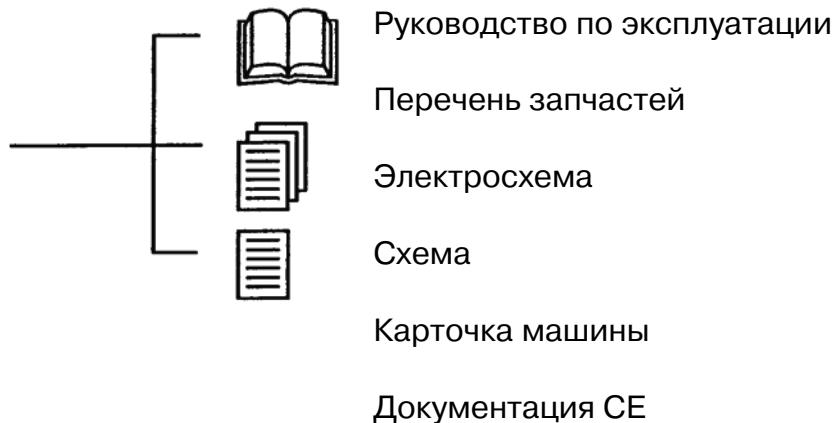 Руководство по эксплуатации
Перечень запчастей
Электросхема
Схема
Карточка машины
Документация CE